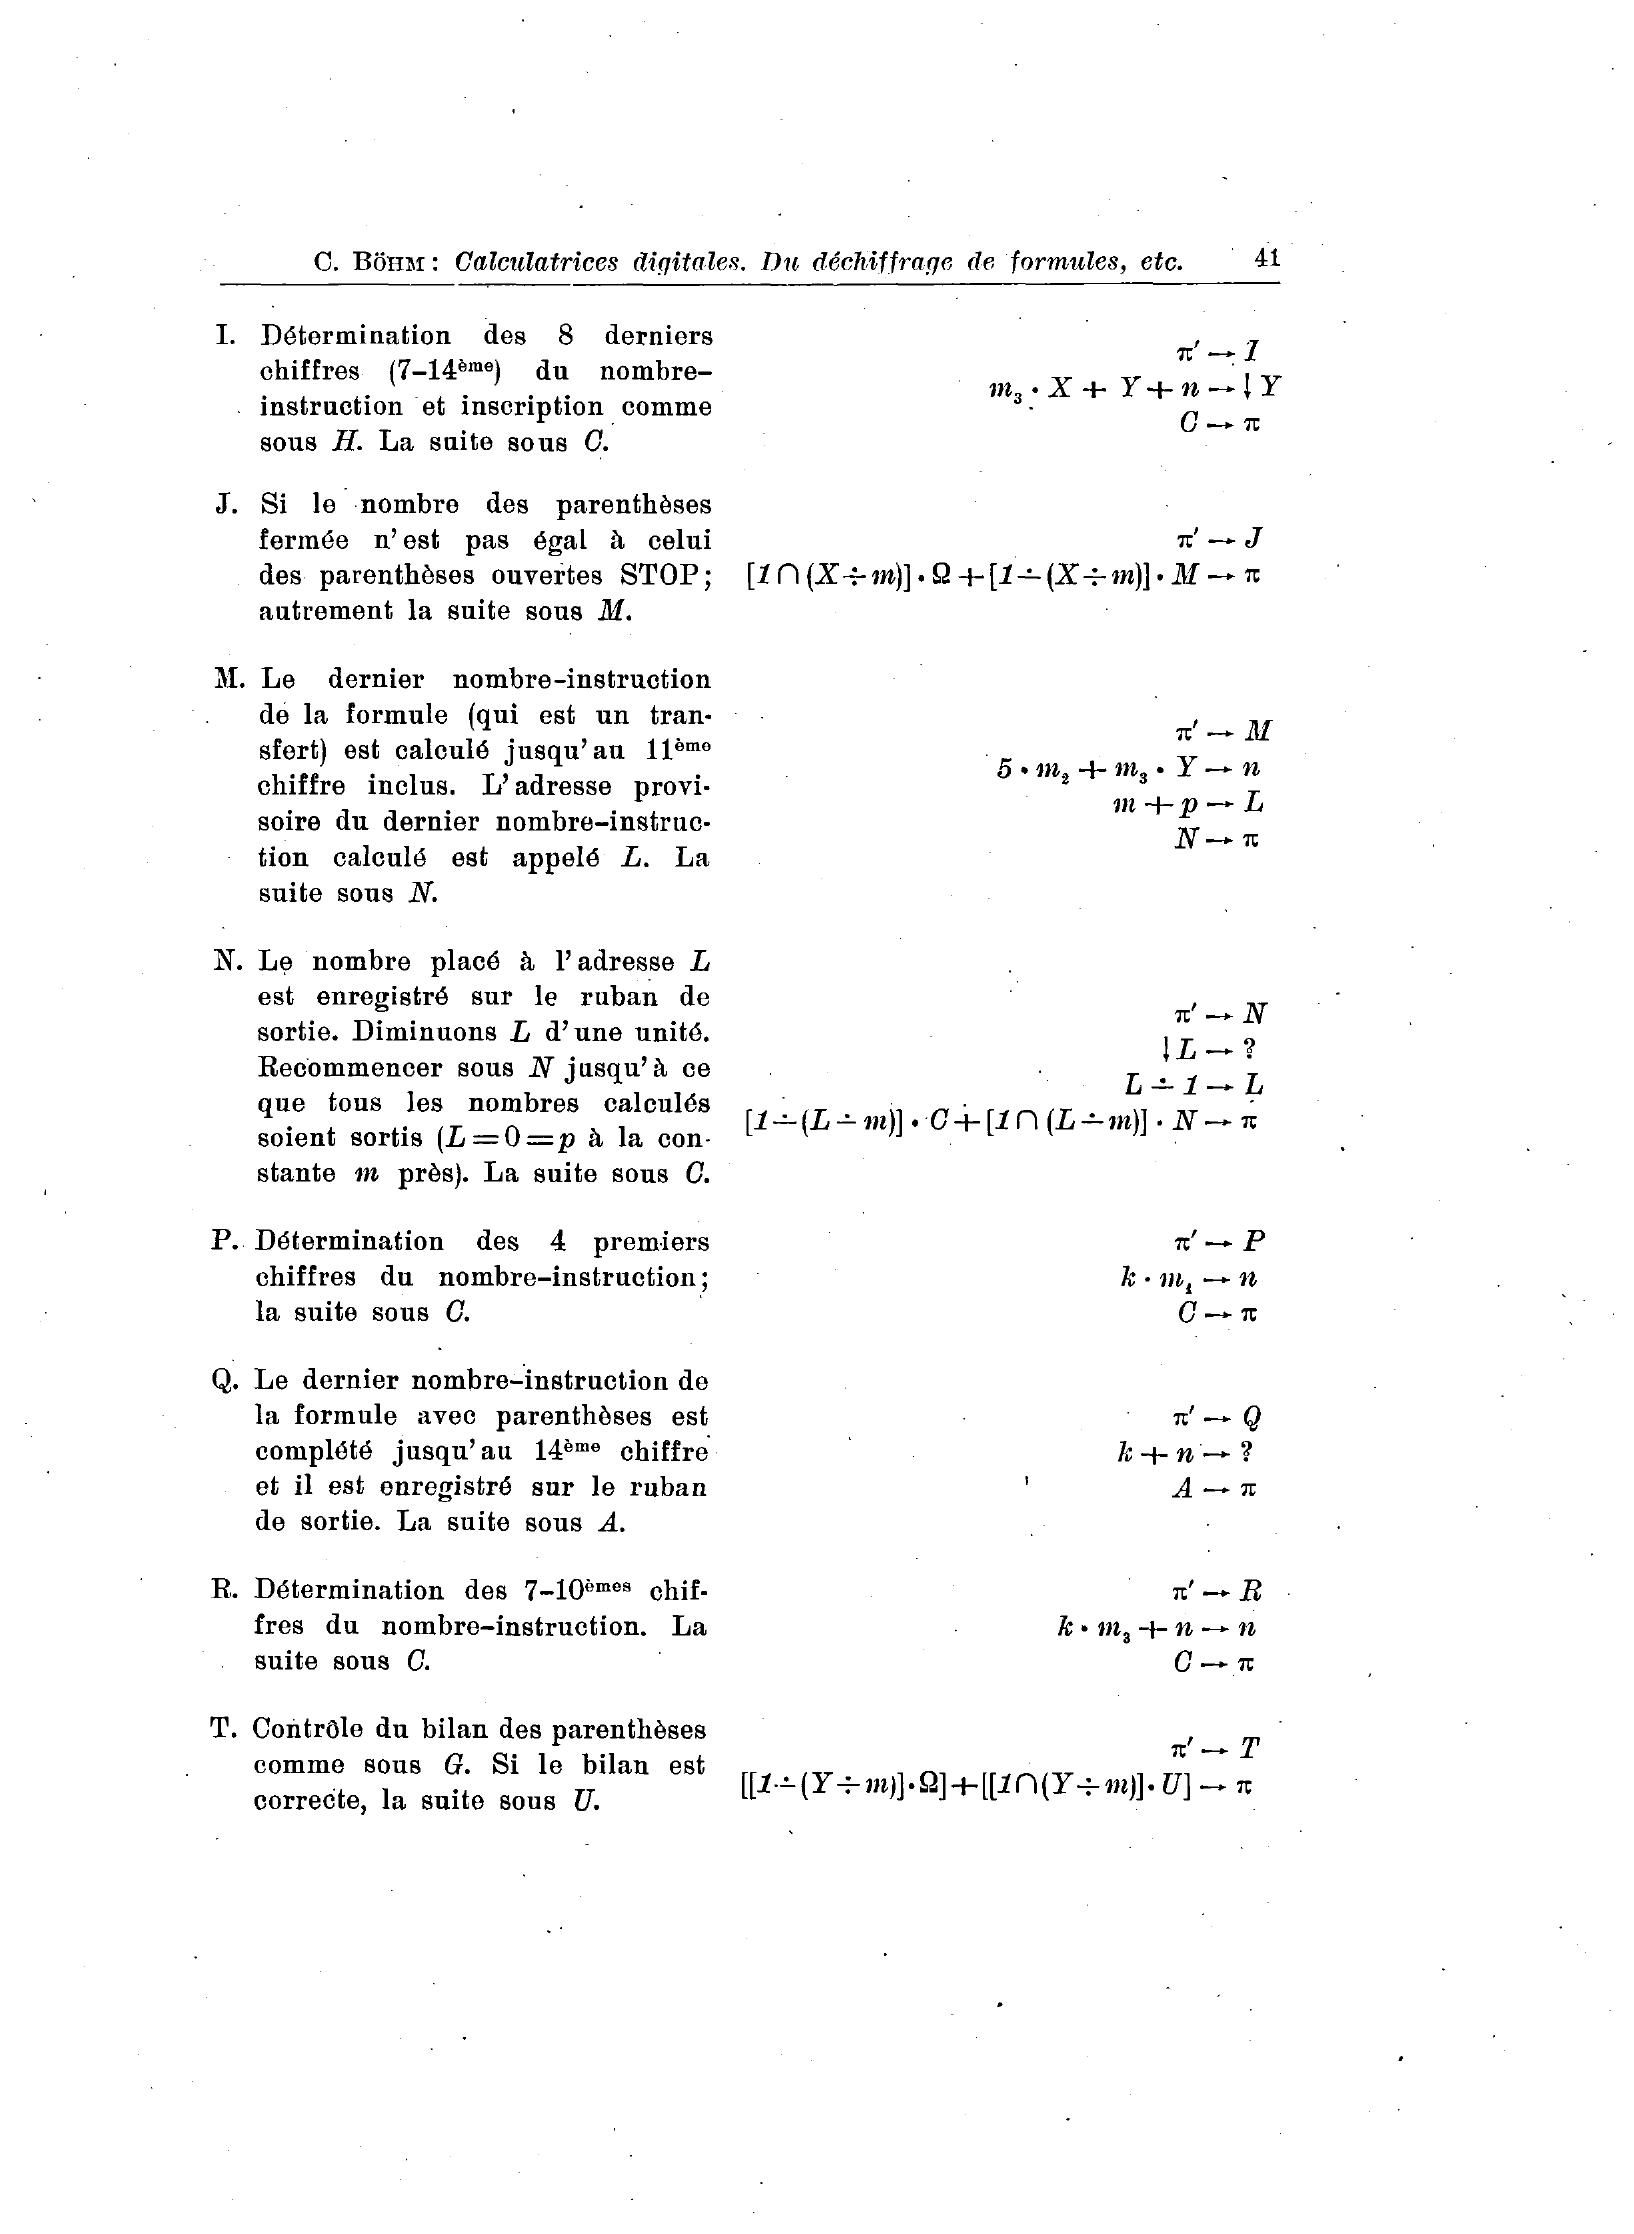 C. BÖHM: Calculatrices digitales. Du déchiffrage de formules, etc. 41
I. Détermination des 8 derniers
chiffres (7-14ème) du nombre-
instruction et inscription comme
sous H. La suite sous C.
π′ → I
m₃ · X + Y + n → ↓ Y
C → π
J. Si le nombre des parenthèses
fermée n'est pas égal à celui
des parenthèses ouvertes STOP;
autrement la suite sous M.
π′ → J
[1 ∩ (X ÷ m)] · Ω + [1 ∸ (X ÷ m)] · M → π
M. Le dernier nombre-instruction
de la formule (qui est un tran-
sfert) est calculé jusqu'au 11ème
chiffre inclus. L'adresse provi-
soire du dernier nombre-instruc-
tion calculé est appelé L. La
suite sous N.
π′ → M
5 · m₂ + m₃ · Y → n
m + p → L
N → π
N. Le nombre placé à l'adresse L
est enregistré sur le ruban de
sortie. Diminuons L d'une unité.
Recommencer sous N jusqu'à ce
que tous les nombres calculés
soient sortis (L = 0 = p à la con-
stante m près). La suite sous C.
π′ → N
↓ L → ?
L ∸ 1 → L
[1 ∸ (L ∸ m)] · C + [1 ∩ (L ∸ m)] · N → π
P. Détermination des 4 premiers
chiffres du nombre-instruction;
la suite sous C.
π′ → P
k · m₁ → n
C → π
Q. Le dernier nombre-instruction de
la formule avec parenthèses est
complété jusqu'au 14ème chiffre
et il est enregistré sur le ruban
de sortie. La suite sous A.
π′ → Q
k + n → ?
A → π
R. Détermination des 7-10èmes chif-
fres du nombre-instruction. La
suite sous C.
π′ → R
k · m₃ + n → n
C → π
T. Contrôle du bilan des parenthèses
comme sous G. Si le bilan est
correcte, la suite sous U.
π′ → T
[[1 ∸ (Y ÷ m)] · Ω] + [[1 ∩ (Y ÷ m)] · U] → π